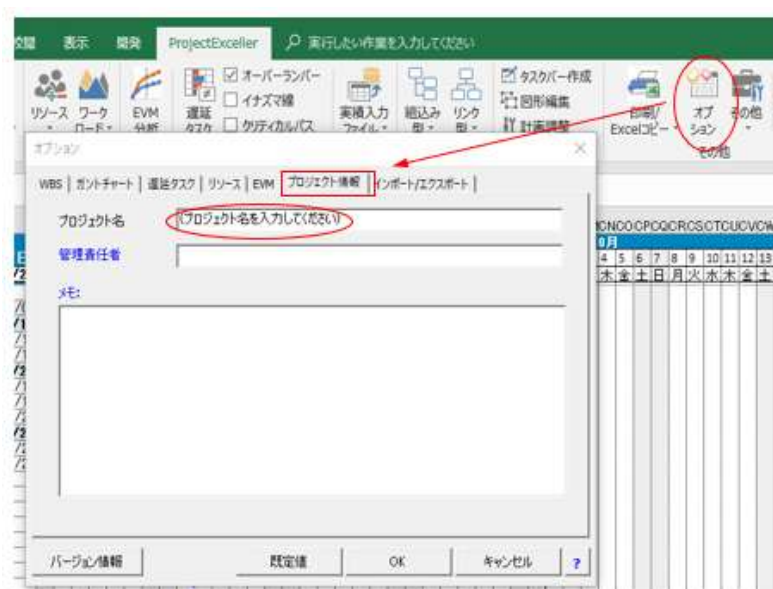 表示 開発 ProjectExceller 実行したい作業を入力してください
リソース ワークロード EVM分析 遅延タスク
オーバーランバー
イナズマ線
クリティカルパス
実績入力ファイル 組込み型 リンク型
タスクバー作成
図形編集
計画調整
印刷/Excelコピー オプション その他
その他
オプション
WBS ガントチャート 遅延タスク リソース EVM プロジェクト情報 インポート/エクスポート
プロジェクト名 (プロジェクト名を入力してください)
管理責任者
メモ:
バージョン情報 既定値 OK キャンセル ?
CNCOCPCQCRCSCTCUCVCW
4 5 6 7 8 9 10 11 12 13
木 金 土 日 月 火 水 木 金 土